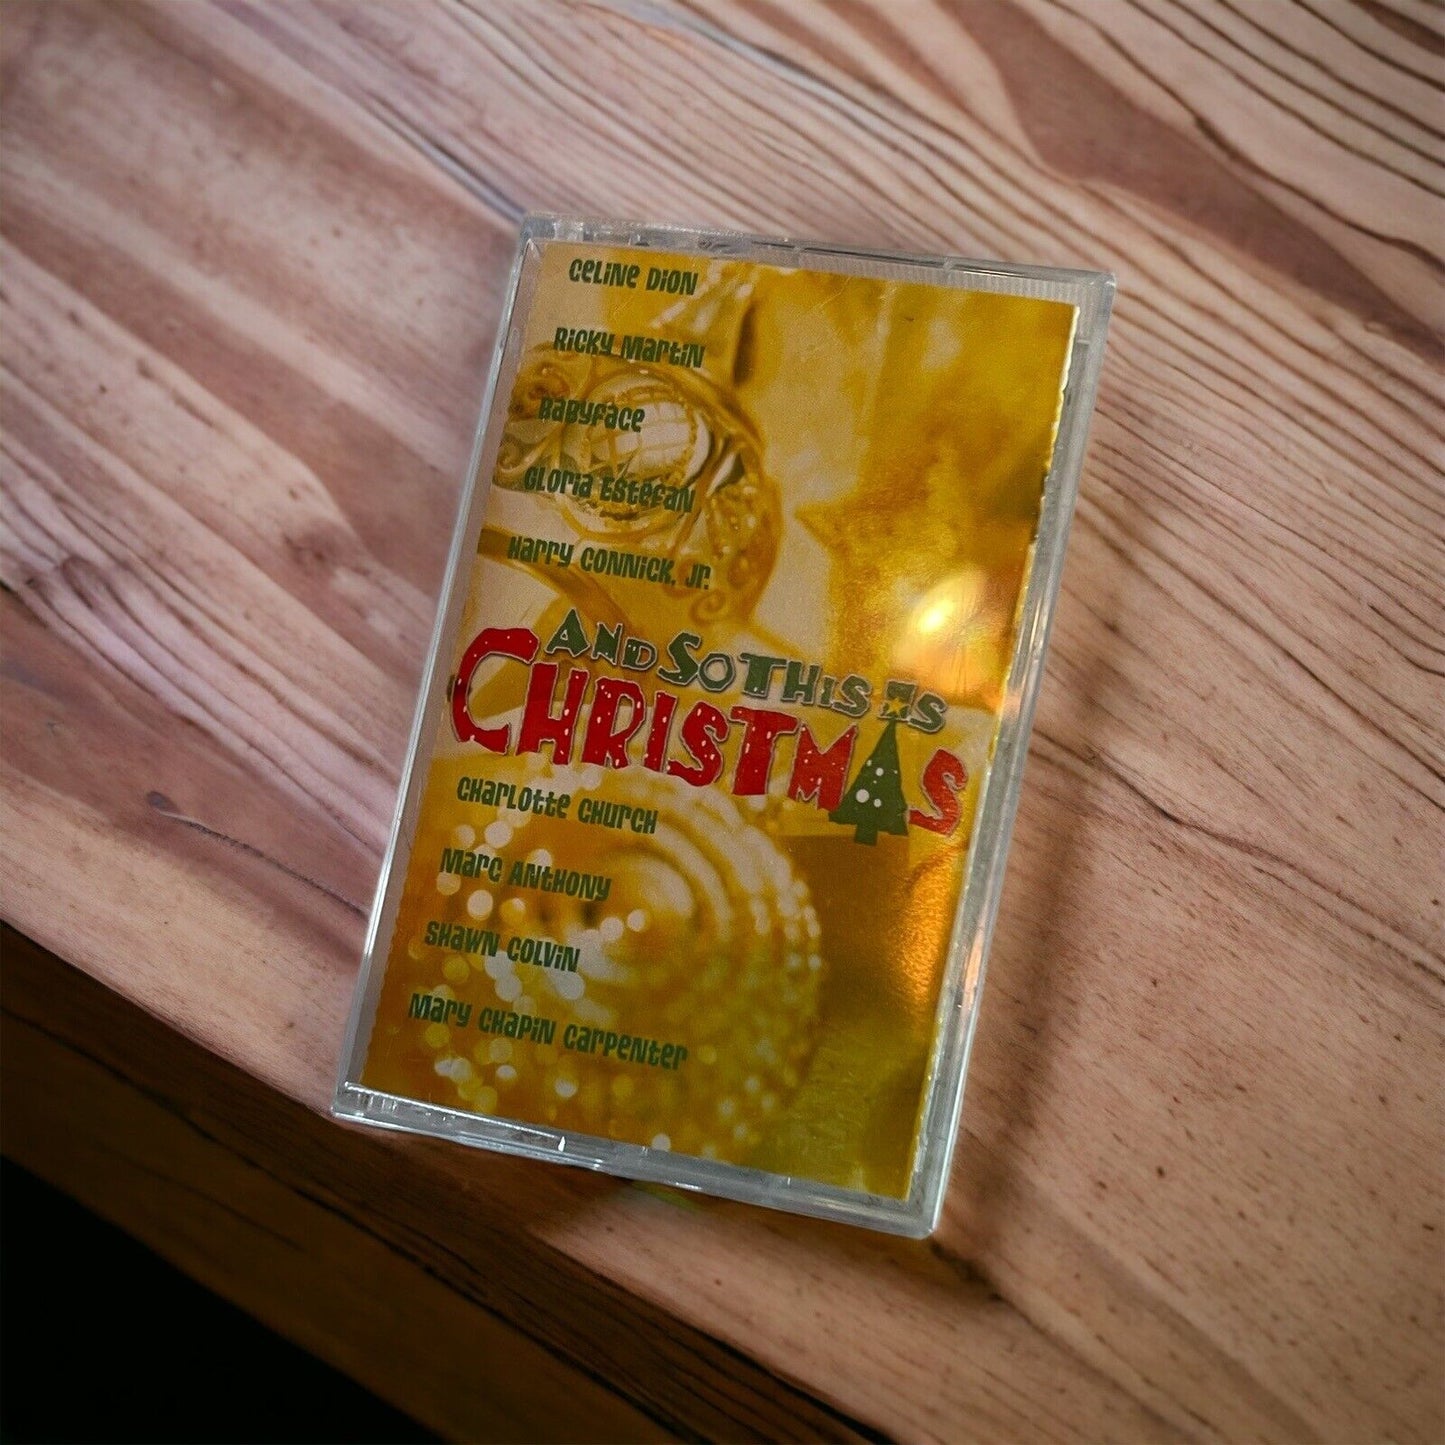 Celine Dion
Ricky Martin
Babyface
Gloria Estefan
Harry Connick, Jr.
And So This Is
Christmas
Charlotte Church
Marc Anthony
Shawn Colvin
Mary Chapin Carpenter